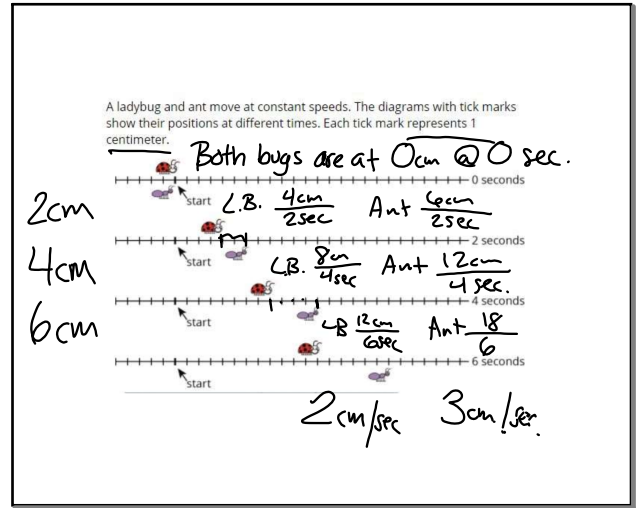 A ladybug and ant move at constant speeds. The diagrams with tick marks
show their positions at different times. Each tick mark represents 1
centimeter.
Both bugs are at 0cm @ 0 sec.
0 seconds
start
2cm
L.B. 4cm/2sec Ant 6cm/2sec
2 seconds
start
4cm
L.B. 8cm/4sec Ant 12cm/4 sec.
4 seconds
start
6cm
LB 12cm/6sec Ant 18/6
6 seconds
start
2cm/sec 3cm/sec.